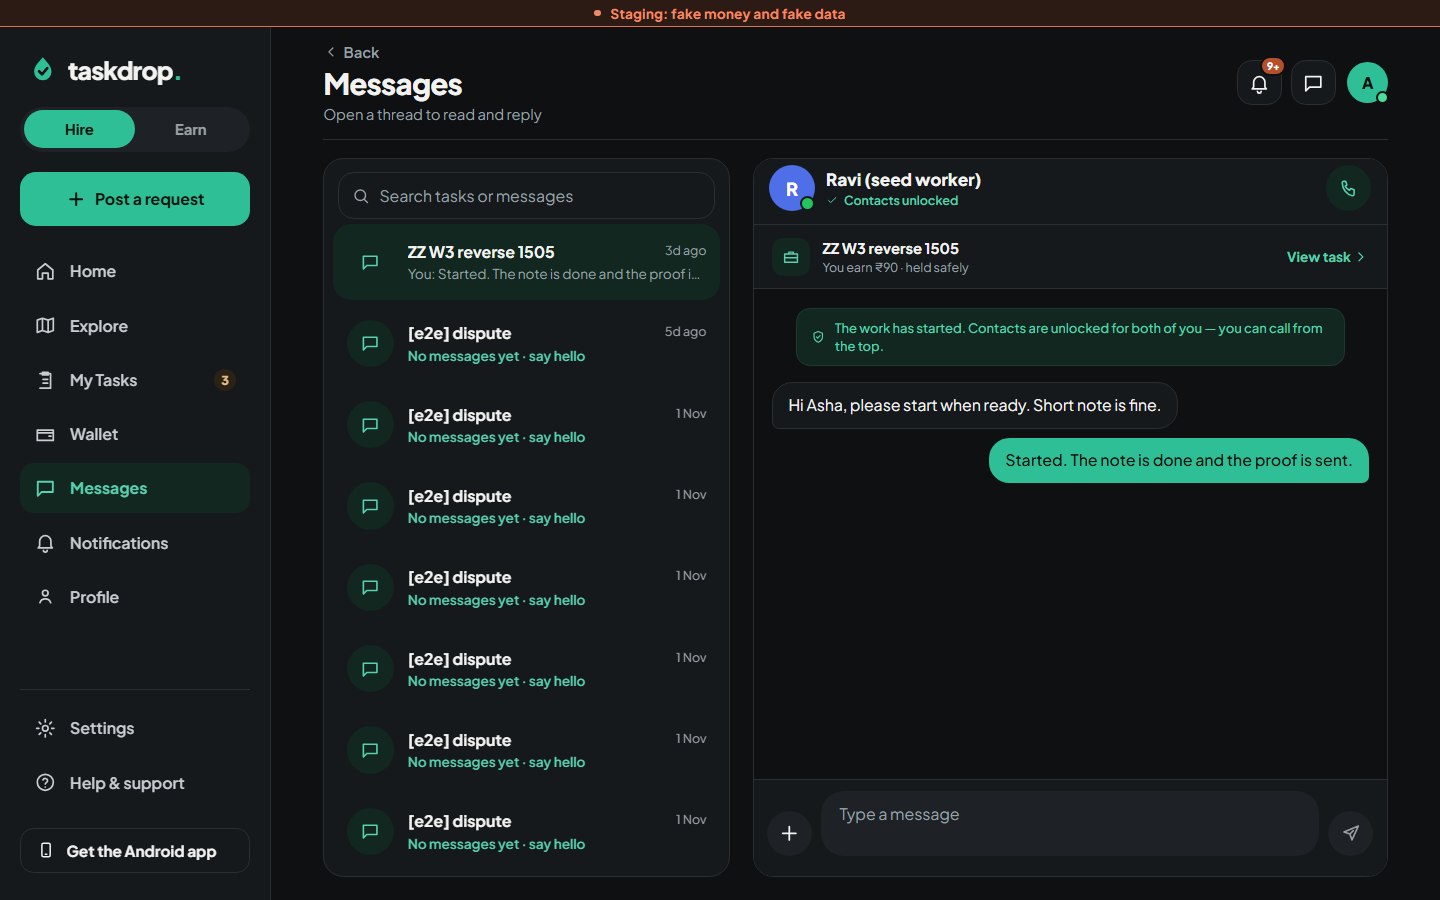 Staging: fake money and fake data
taskdrop.
Hire
Earn
Post a request
Home
Explore
My Tasks
3
Wallet
Messages
Notifications
Profile
Settings
Help & support
Get the Android app
Back
Messages
Open a thread to read and reply
9+
A
Search tasks or messages
ZZ W3 reverse 1505
3d ago
You: Started. The note is done and the proof i...
[e2e] dispute
5d ago
No messages yet · say hello
[e2e] dispute
1 Nov
No messages yet · say hello
[e2e] dispute
1 Nov
No messages yet · say hello
[e2e] dispute
1 Nov
No messages yet · say hello
[e2e] dispute
1 Nov
No messages yet · say hello
[e2e] dispute
1 Nov
No messages yet · say hello
[e2e] dispute
1 Nov
No messages yet · say hello
R
Ravi (seed worker)
Contacts unlocked
ZZ W3 reverse 1505
You earn ₹90 · held safely
View task
The work has started. Contacts are unlocked for both of you — you can call from
the top.
Hi Asha, please start when ready. Short note is fine.
Started. The note is done and the proof is sent.
Type a message